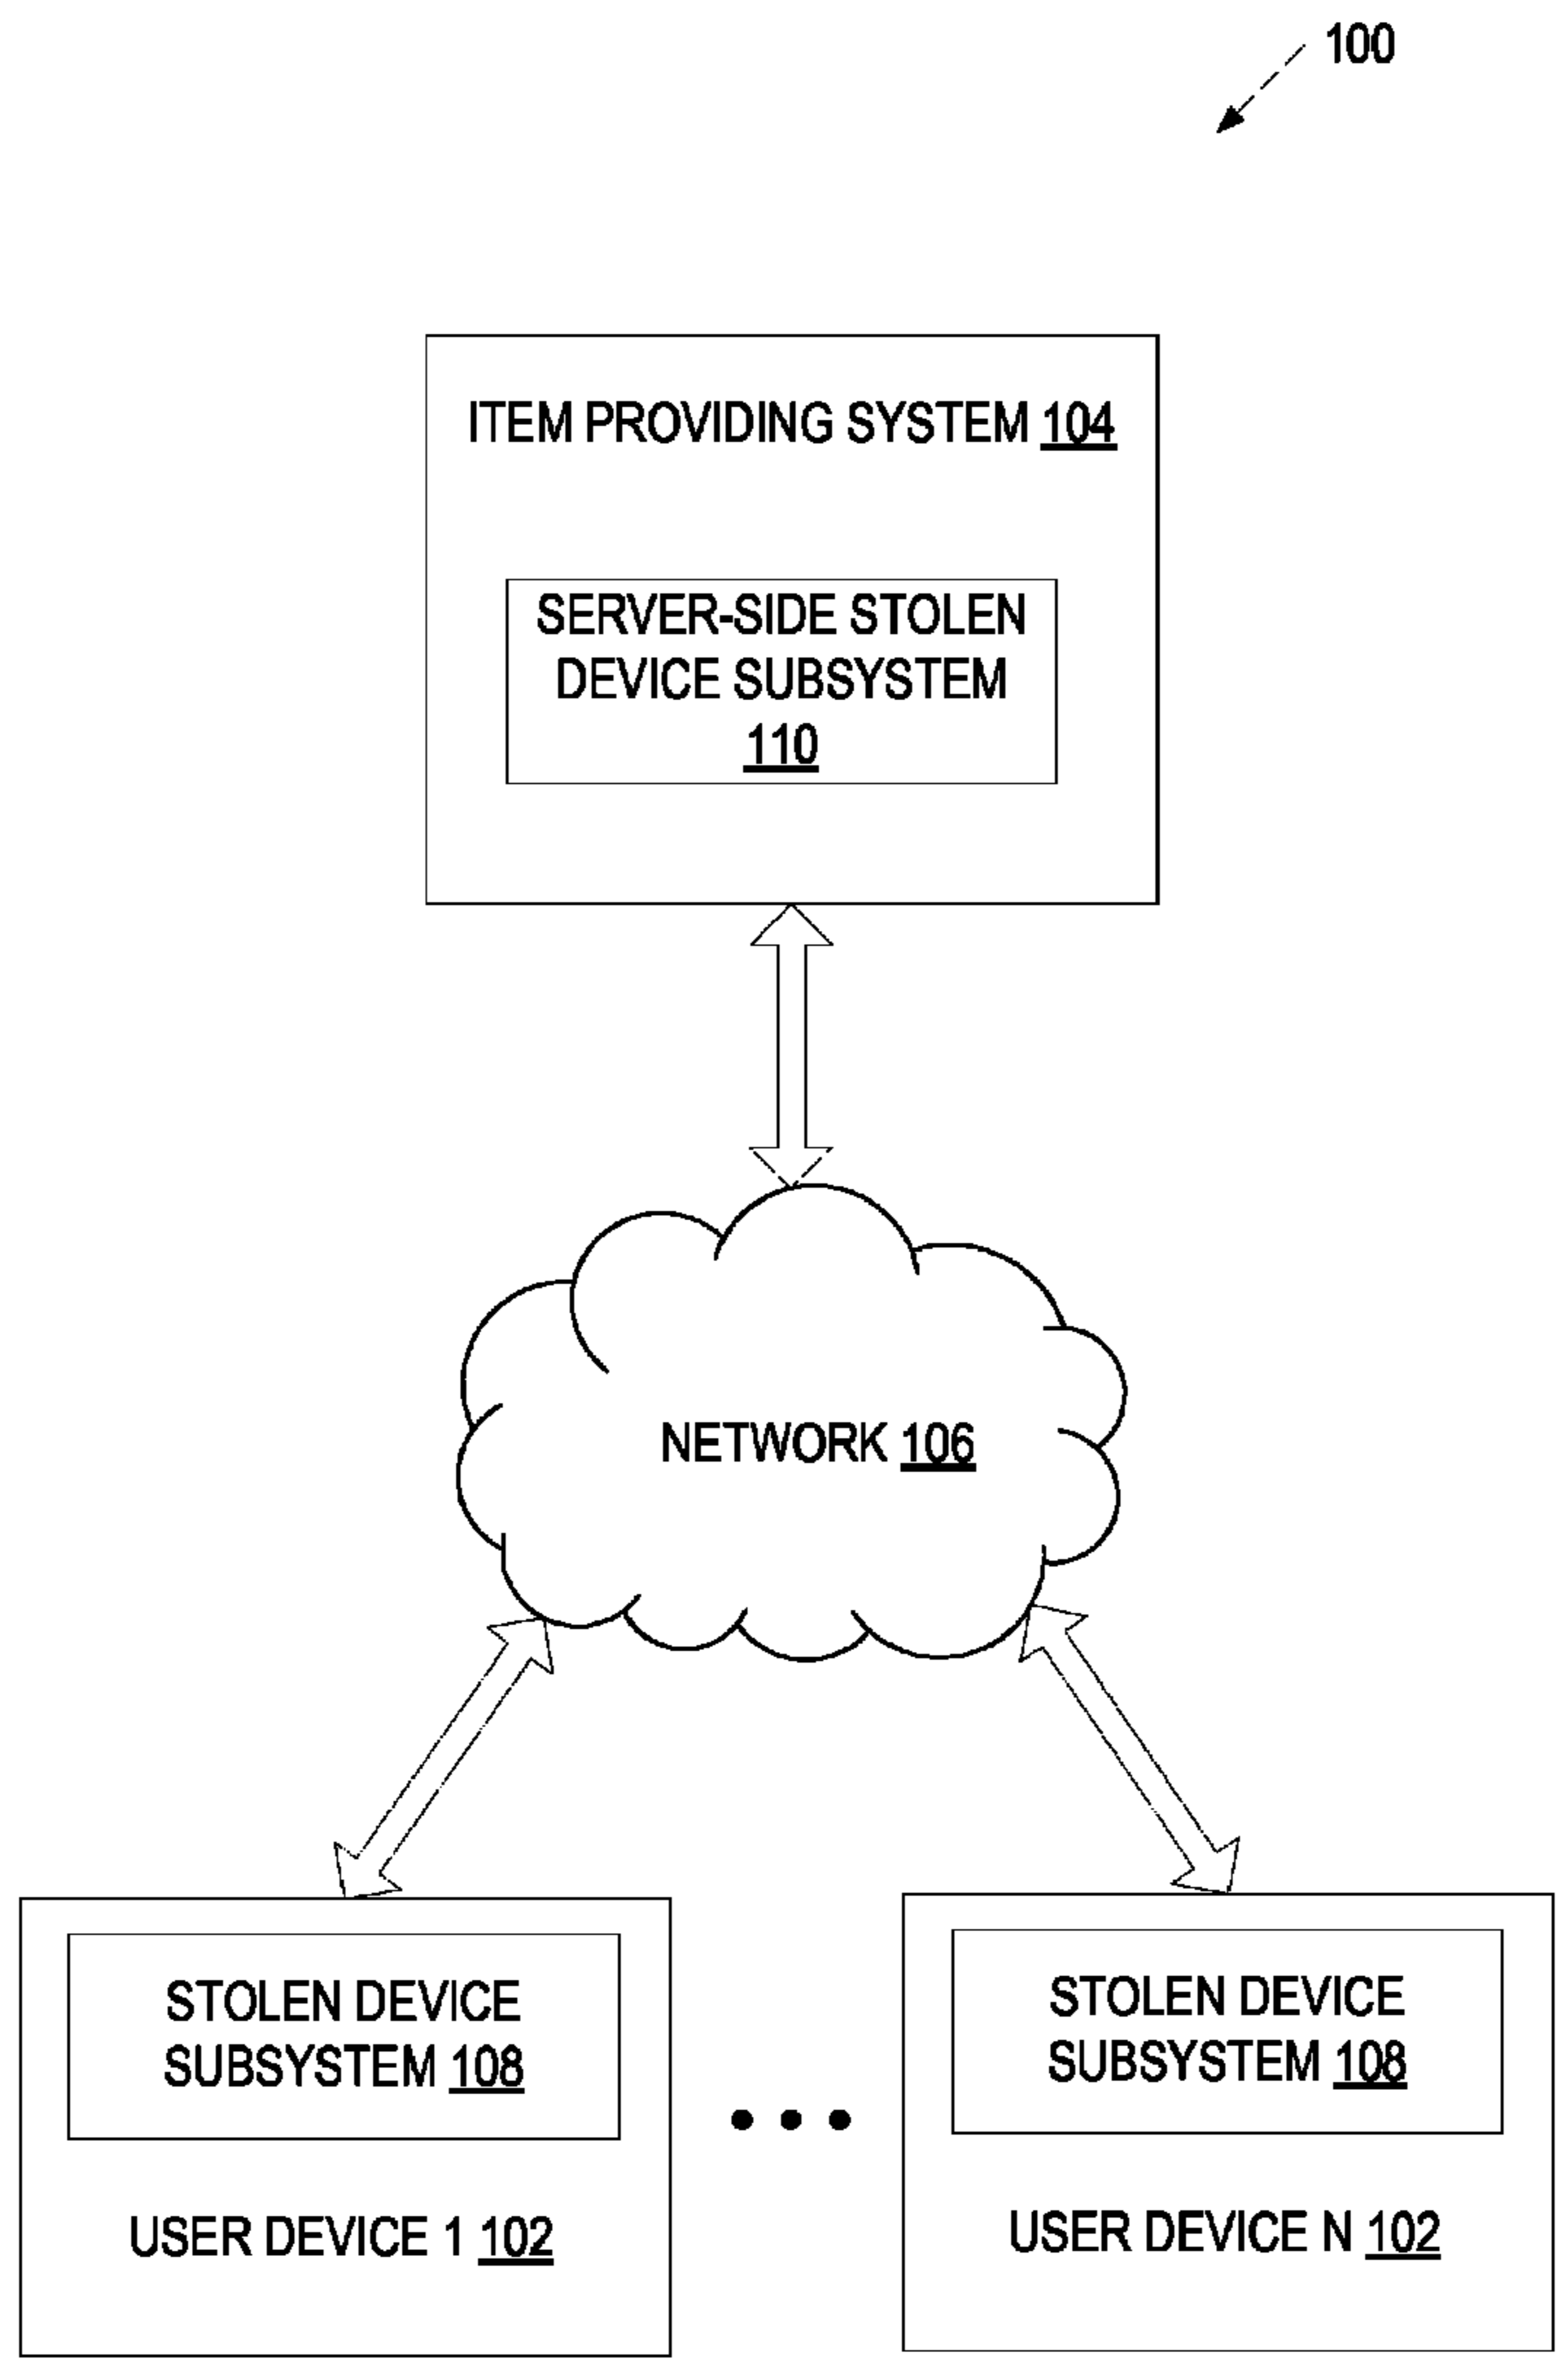 100
ITEM PROVIDING SYSTEM 104
SERVER-SIDE STOLEN
DEVICE SUBSYSTEM
110
NETWORK 106
STOLEN DEVICE
SUBSYSTEM 108
USER DEVICE 1 102
STOLEN DEVICE
SUBSYSTEM 108
USER DEVICE N 102